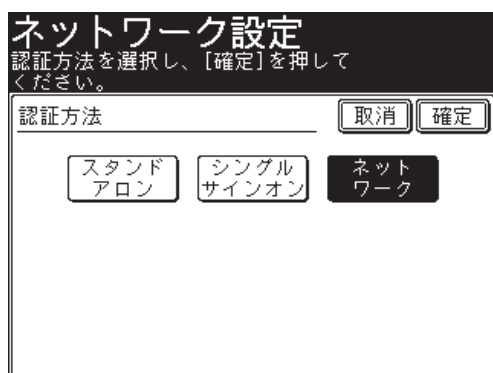 ネットワーク設定
認証方法を選択し、[確定]を押して
ください。
認証方法
取消 確定
スタンド シングル ネット
アロン サインオン ワーク